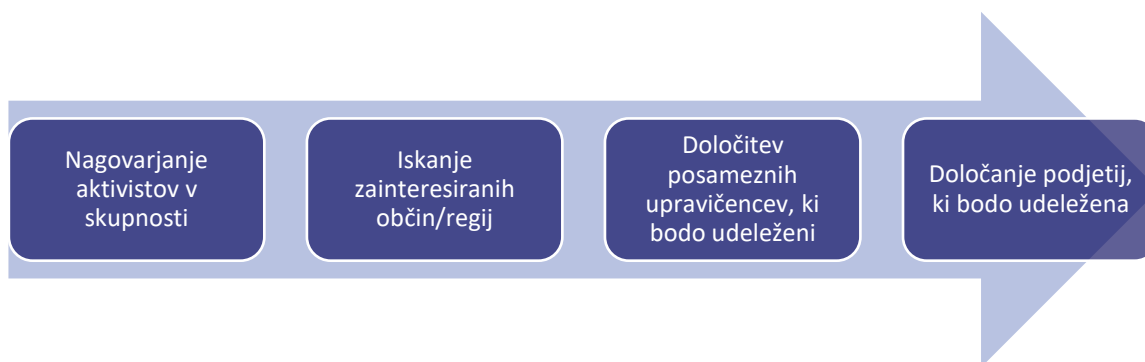 Nagovarjanje
aktivistov v
skupnosti
Iskanje
zainteresiranih
občin/regij
Določitev
posameznih
upravičencev, ki
bodo udeleženi
Določanje podjetij,
ki bodo udeležena